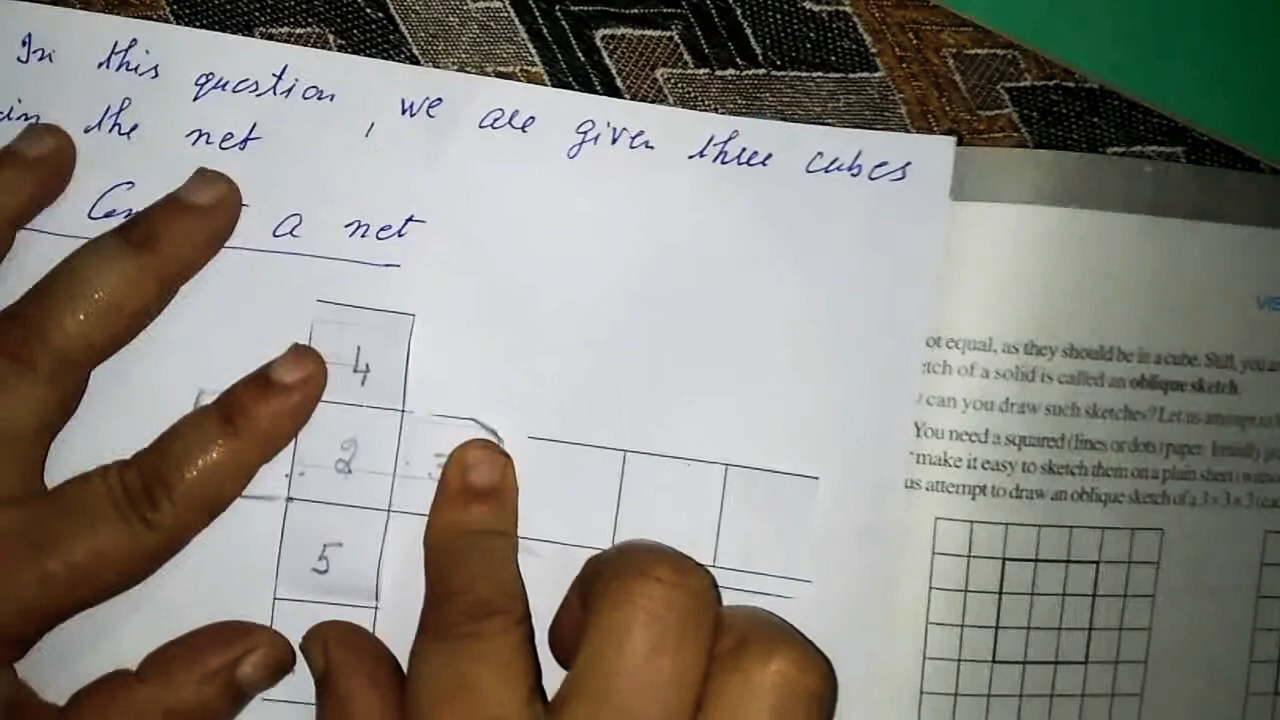 In this question, we are given three cubes
in the net
a net
4
2 3
5
ot equal, as they should be in a cube. Still, you
tch of a solid is called an oblique sketch.
can you draw such sketches? Let us attempt to
You need a squared (lines or dots) paper. Initially
make it easy to sketch them on a plain sheet
us attempt to draw an oblique sketch of a 3 × 3 × 3